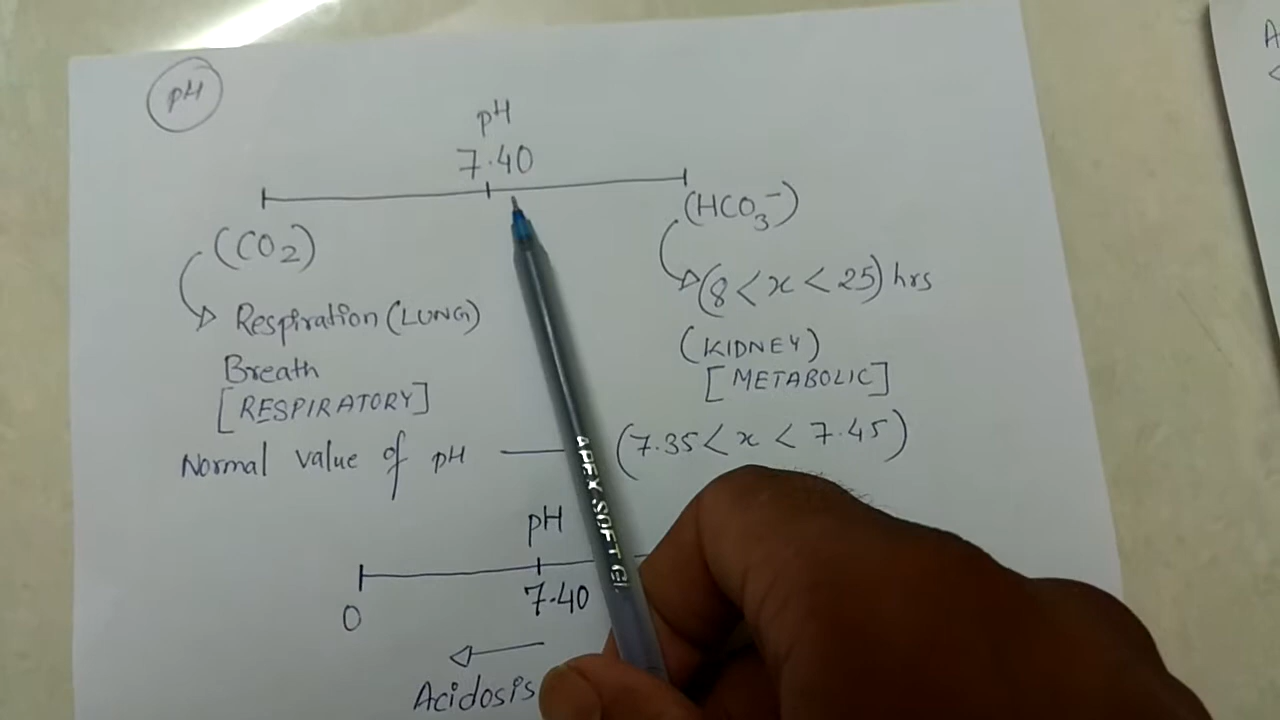 pH
pH
7.40
(CO₂)
(HCO₃⁻)
(8 < x < 25) hrs
Respiration (LUNG)
(KIDNEY)
Breath
[METABOLIC]
[RESPIRATORY]
Normal value of pH — (7.35 < x < 7.45)
pH
0
7.40
Acidosis
APEX SOFT
A